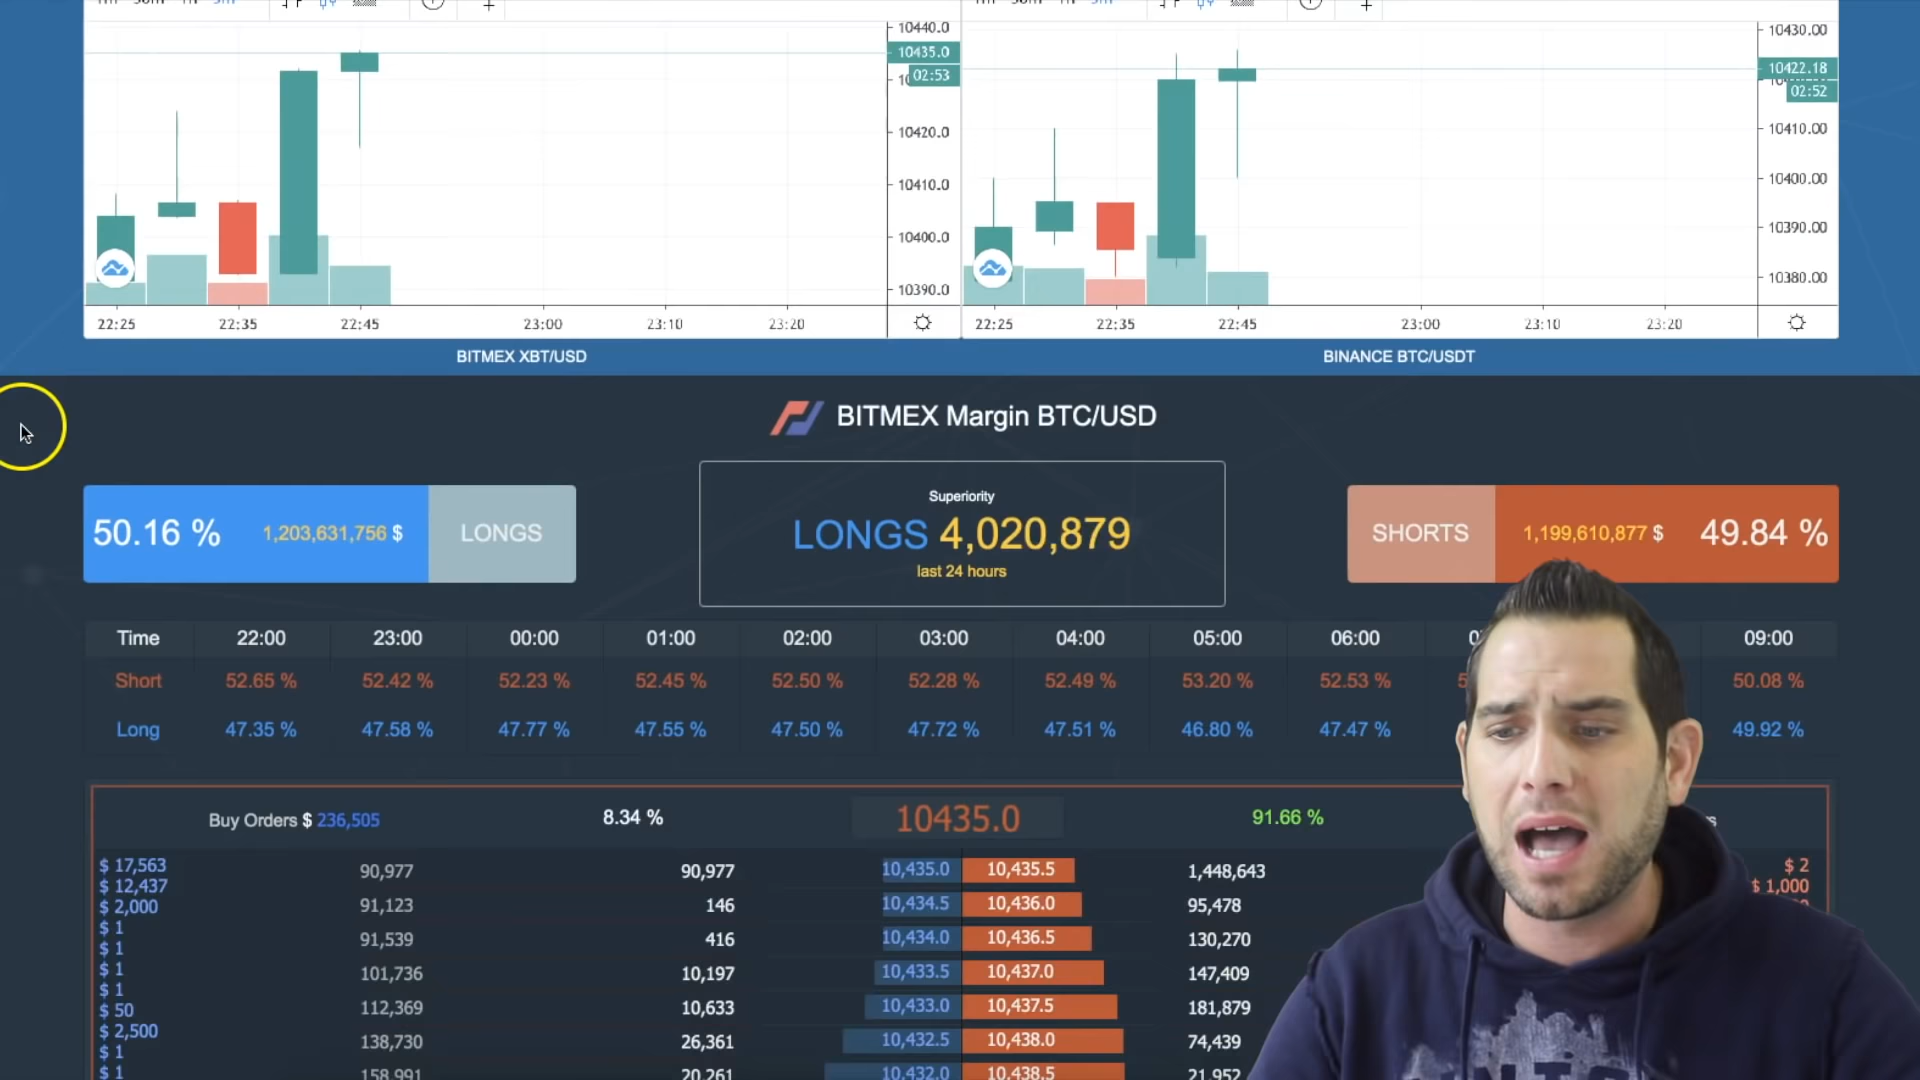 10440.0
10435.0
02:53
10420.0
10410.0
10400.0
10390.0
22:25 22:35 22:45 23:00 23:10 23:20
10430.00
10422.18
02:52
10410.00
10400.00
10390.00
10380.00
22:25 22:35 22:45 23:00 23:10 23:20
BITMEX XBT/USD
BINANCE BTC/USDT
BITMEX Margin BTC/USD
50.16 % 1,203,631,756 $ LONGS
Superiority
LONGS 4,020,879
last 24 hours
SHORTS 1,199,610,877 $ 49.84 %
Time 22:00 23:00 00:00 01:00 02:00 03:00 04:00 05:00 06:00 09:00
Short 52.65 % 52.42 % 52.23 % 52.45 % 52.50 % 52.28 % 52.49 % 53.20 % 52.53 % 50.08 %
Long 47.35 % 47.58 % 47.77 % 47.55 % 47.50 % 47.72 % 47.51 % 46.80 % 47.47 % 49.92 %
Buy Orders $ 236,505 8.34 % 10435.0 91.66 %
$ 17,563
$ 12,437
$ 2,000
$ 1
$ 1
$ 1
$ 1
$ 50
$ 2,500
$ 1
$ 1
90,977 90,977 10,435.0 10,435.5 1,448,643
91,123 146 10,434.5 10,436.0 95,478
91,539 416 10,434.0 10,436.5 130,270
101,736 10,197 10,433.5 10,437.0 147,409
112,369 10,633 10,433.0 10,437.5 181,879
138,730 26,361 10,432.5 10,438.0 74,439
158,991 20,261 10,432.0 10,438.5 21,952
$ 2
$ 1,000